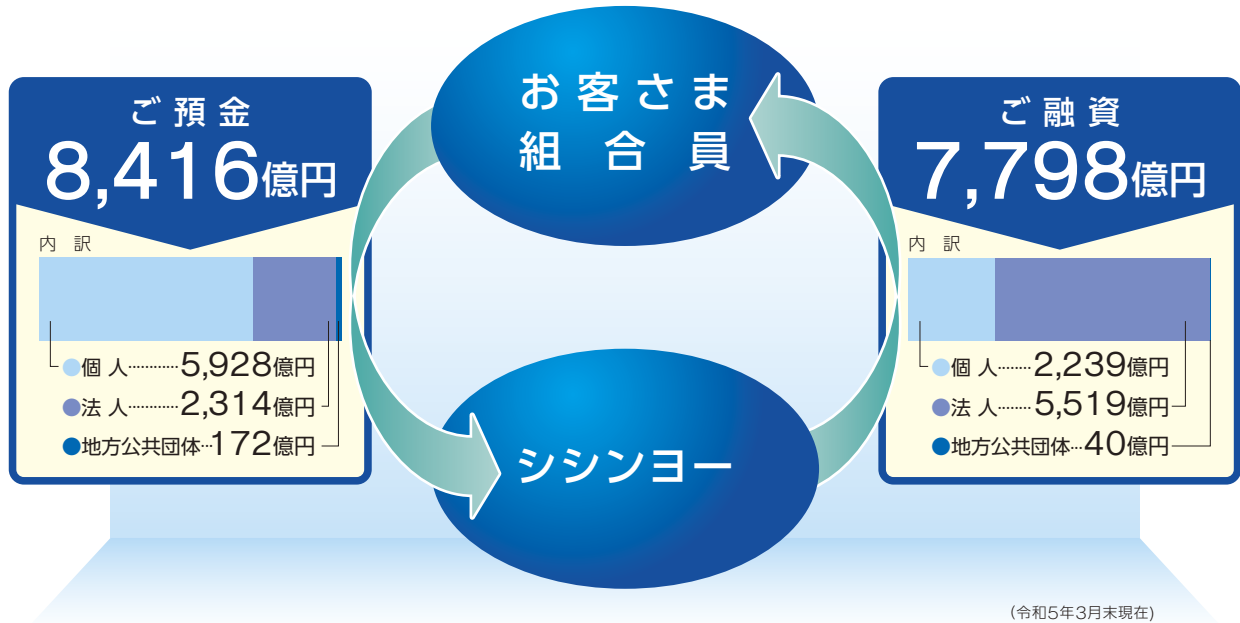 お客さま
組合員
ご預金
8,416億円
内訳
個人…………5,928億円
法人…………2,314億円
地方公共団体…172億円
ご融資
7,798億円
内訳
個人………2,239億円
法人………5,519億円
地方公共団体…40億円
シシンヨー
(令和5年3月末現在)